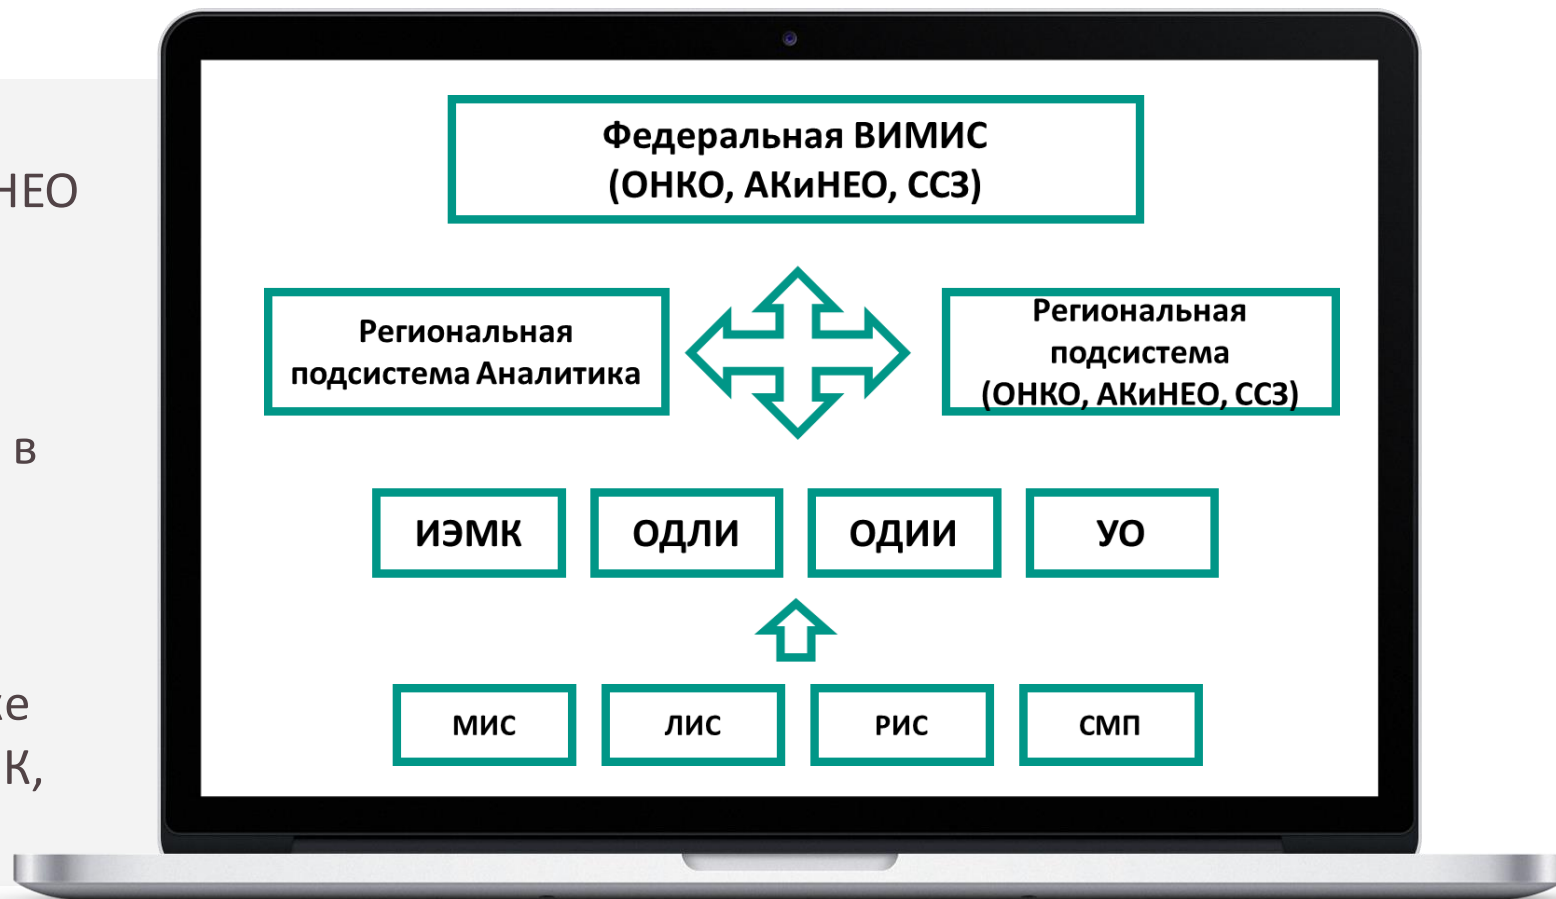 НЕО
в
же
К,
Федеральная ВИМИС
(ОНКО, АКиНЕО, ССЗ)
Региональная
подсистема Аналитика
Региональная
подсистема
(ОНКО, АКиНЕО, ССЗ)
ИЭМК ОДЛИ ОДИИ УО
МИС ЛИС РИС СМП